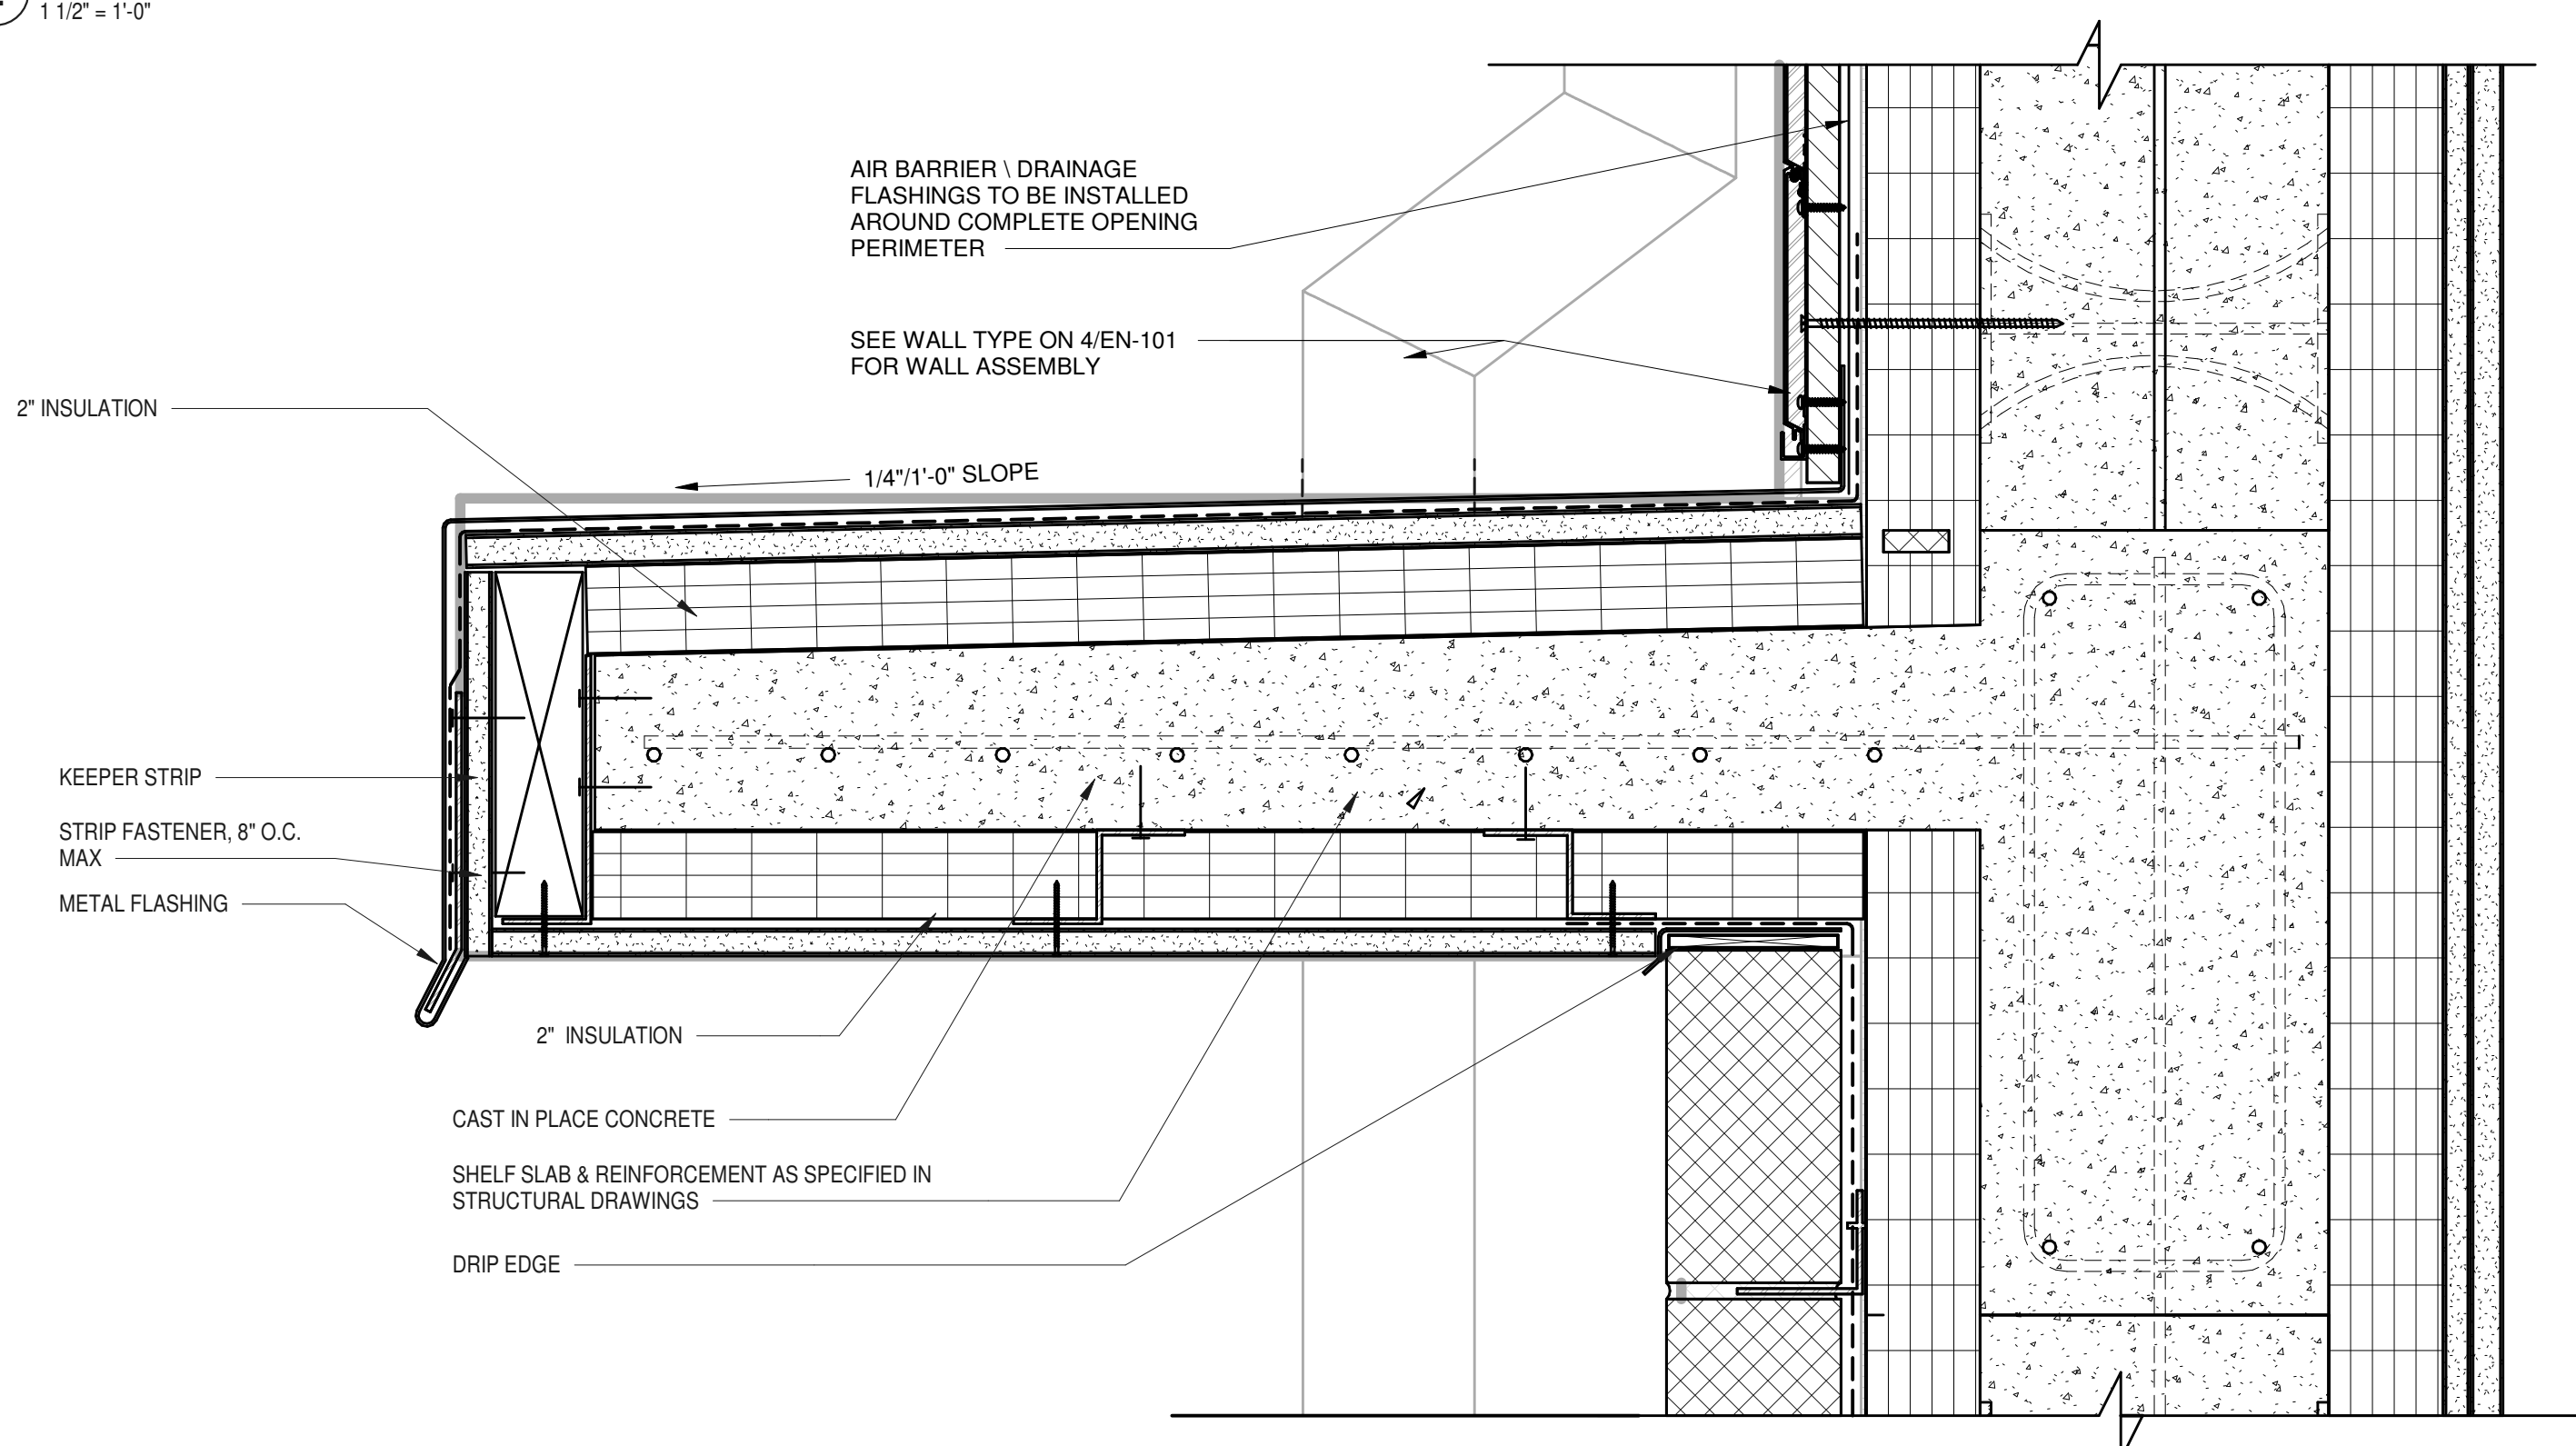 1 1/2" = 1'-0"
AIR BARRIER \ DRAINAGE
FLASHINGS TO BE INSTALLED
AROUND COMPLETE OPENING
PERIMETER
SEE WALL TYPE ON 4/EN-101
FOR WALL ASSEMBLY
2" INSULATION
1/4"/1'-0" SLOPE
KEEPER STRIP
STRIP FASTENER, 8" O.C.
MAX
METAL FLASHING
2" INSULATION
CAST IN PLACE CONCRETE
SHELF SLAB & REINFORCEMENT AS SPECIFIED IN
STRUCTURAL DRAWINGS
DRIP EDGE